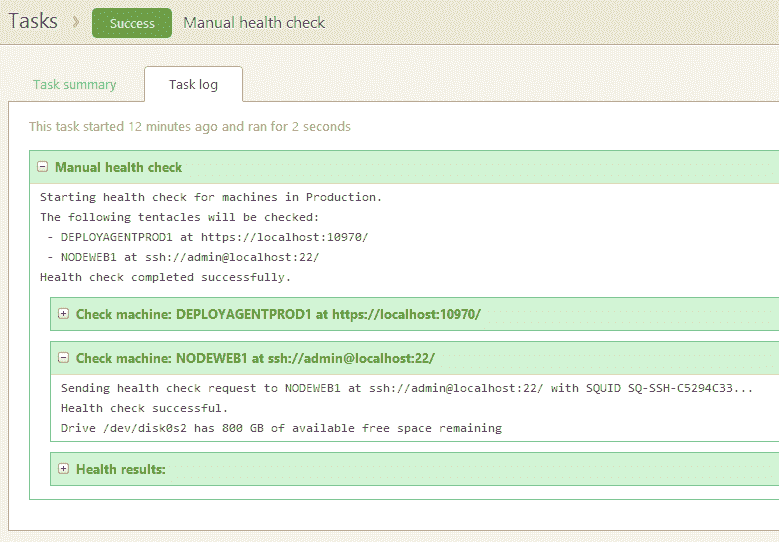 Tasks › Success Manual health check
Task summary Task log
This task started 12 minutes ago and ran for 2 seconds
Manual health check
Starting health check for machines in Production.
The following tentacles will be checked:
- DEPLOYAGENTPROD1 at https://localhost:10970/
- NODEWEB1 at ssh://admin@localhost:22/
Health check completed successfully.
Check machine: DEPLOYAGENTPROD1 at https://localhost:10970/
Check machine: NODEWEB1 at ssh://admin@localhost:22/
Sending health check request to NODEWEB1 at ssh://admin@localhost:22/ with SQUID SQ-SSH-C5294C33...
Health check successful.
Drive /dev/disk0s2 has 800 GB of available free space remaining
Health results: